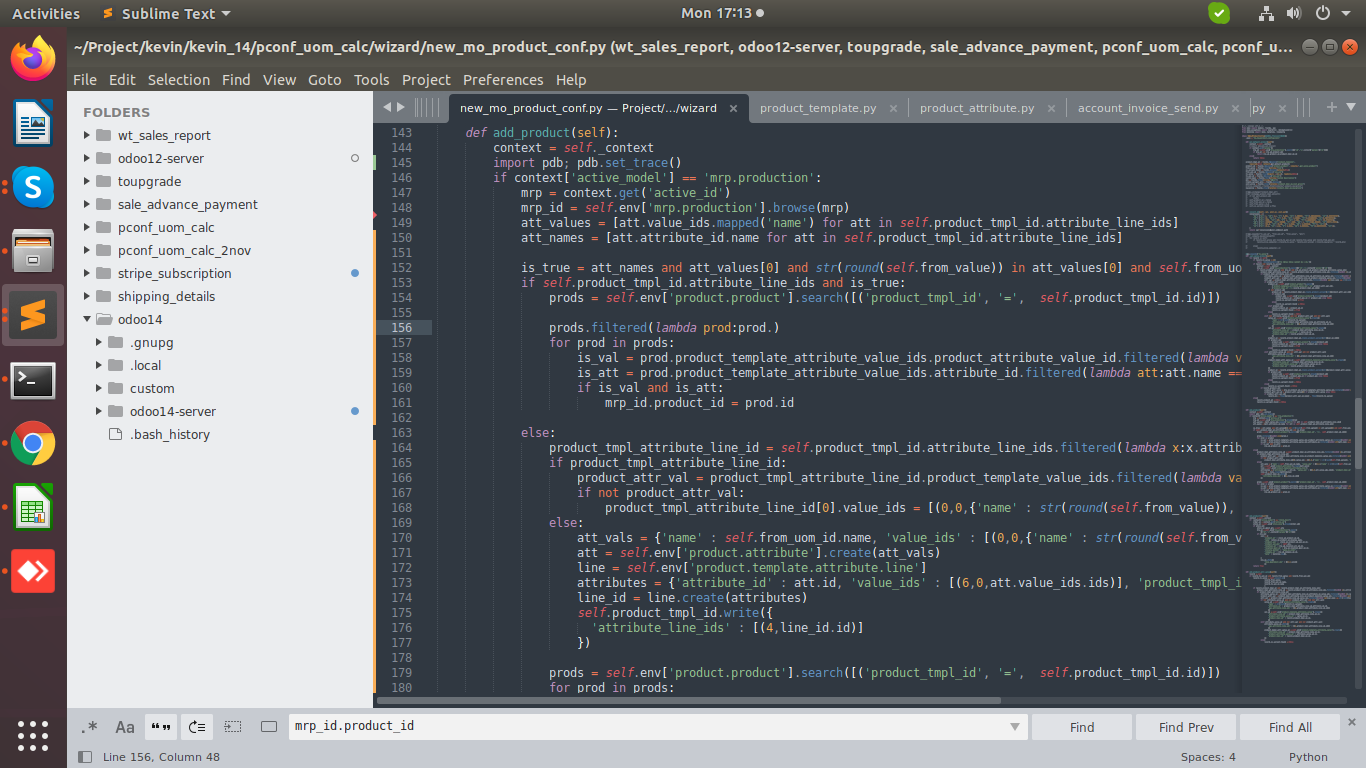 Activities
Sublime Text
Mon 17:13
~/Project/kevin/kevin_14/pconf_uom_calc/wizard/new_mo_product_conf.py (wt_sales_report, odoo12-server, toupgrade, sale_advance_payment, pconf_uom_calc, pconf_u...
File Edit Selection Find View Goto Tools Project Preferences Help
FOLDERS
wt_sales_report
odoo12-server
toupgrade
sale_advance_payment
pconf_uom_calc
pconf_uom_calc_2nov
stripe_subscription
shipping_details
odoo14
.gnupg
.local
custom
odoo14-server
.bash_history
new_mo_product_conf.py — Project/.../wizard
product_template.py
product_attribute.py
account_invoice_send.py
py
143 def add_product(self):
144 context = self._context
145 import pdb; pdb.set_trace()
146 if context['active_model'] == 'mrp.production':
147 mrp = context.get('active_id')
148 mrp_id = self.env['mrp.production'].browse(mrp)
149 att_values = [att.value_ids.mapped('name') for att in self.product_tmpl_id.attribute_line_ids]
150 att_names = [att.attribute_id.name for att in self.product_tmpl_id.attribute_line_ids]
151
152 is_true = att_names and att_values[0] and str(round(self.from_value)) in att_values[0] and self.from_uo
153 if self.product_tmpl_id.attribute_line_ids and is_true:
154 prods = self.env['product.product'].search([('product_tmpl_id', '=',  self.product_tmpl_id.id)])
155
156 prods.filtered(lambda prod:prod.)
157 for prod in prods:
158 is_val = prod.product_template_attribute_value_ids.product_attribute_value_id.filtered(lambda v
159 is_att = prod.product_template_attribute_value_ids.attribute_id.filtered(lambda att:att.name ==
160 if is_val and is_att:
161 mrp_id.product_id = prod.id
162
163 else:
164 product_tmpl_attribute_line_id = self.product_tmpl_id.attribute_line_ids.filtered(lambda x:x.attrib
165 if product_tmpl_attribute_line_id:
166 product_attr_val = product_tmpl_attribute_line_id.product_template_value_ids.filtered(lambda va
167 if not product_attr_val:
168 product_tmpl_attribute_line_id[0].value_ids = [(0,0,{'name' : str(round(self.from_value)),
169 else:
170 att_vals = {'name' : self.from_uom_id.name, 'value_ids' : [(0,0,{'name' : str(round(self.from_v
171 att = self.env['product.attribute'].create(att_vals)
172 line = self.env['product.template.attribute.line']
173 attributes = {'attribute_id' : att.id, 'value_ids' : [(6,0,att.value_ids.ids)], 'product_tmpl_i
174 line_id = line.create(attributes)
175 self.product_tmpl_id.write({
176 'attribute_line_ids' : [(4,line_id.id)]
177 })
178
179 prods = self.env['product.product'].search([('product_tmpl_id', '=',  self.product_tmpl_id.id)])
180 for prod in prods:
.* Aa “” mrp_id.product_id Find Find Prev Find All
Line 156, Column 48
Spaces: 4
Python